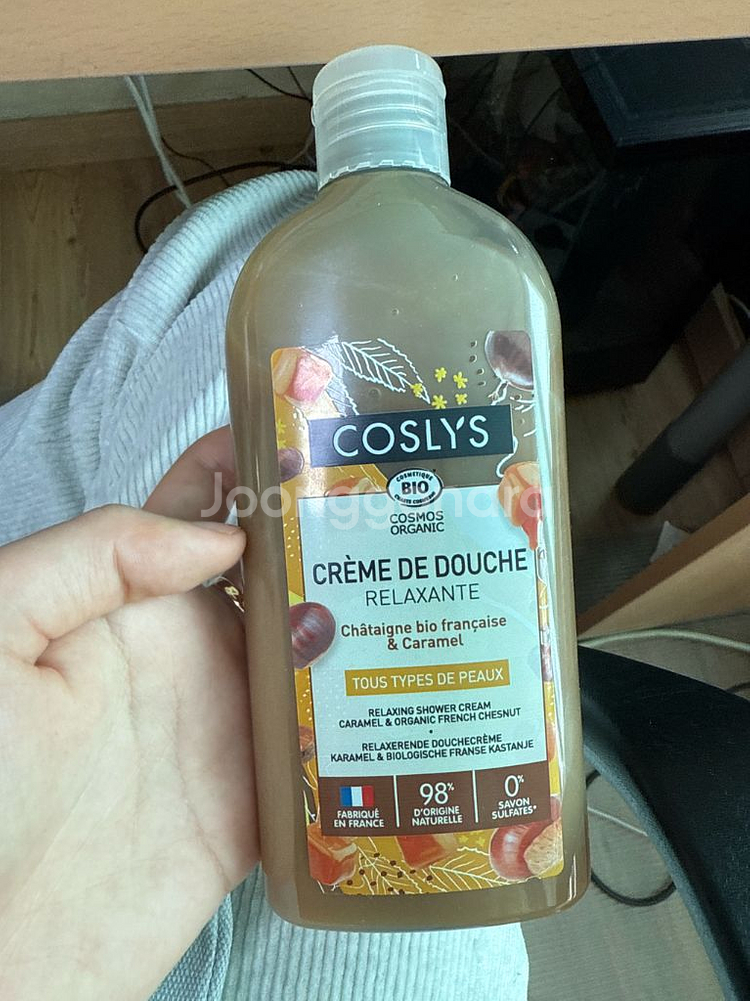 COSLYS
COSMETIQUE
BIO
COSMOS
ORGANIC
CRÈME DE DOUCHE
RELAXANTE
Châtaigne bio française
& Caramel
TOUS TYPES DE PEAUX
RELAXING SHOWER CREAM
CARAMEL & ORGANIC FRENCH CHESNUT
•
RELAXERENDE DOUCHECRÈME
KARAMEL & BIOLOGISCHE FRANSE KASTANJE
FABRIQUÉ
EN FRANCE
98%
D'ORIGINE
NATURELLE
0%
SAVON
SULFATES*
Joonggonara